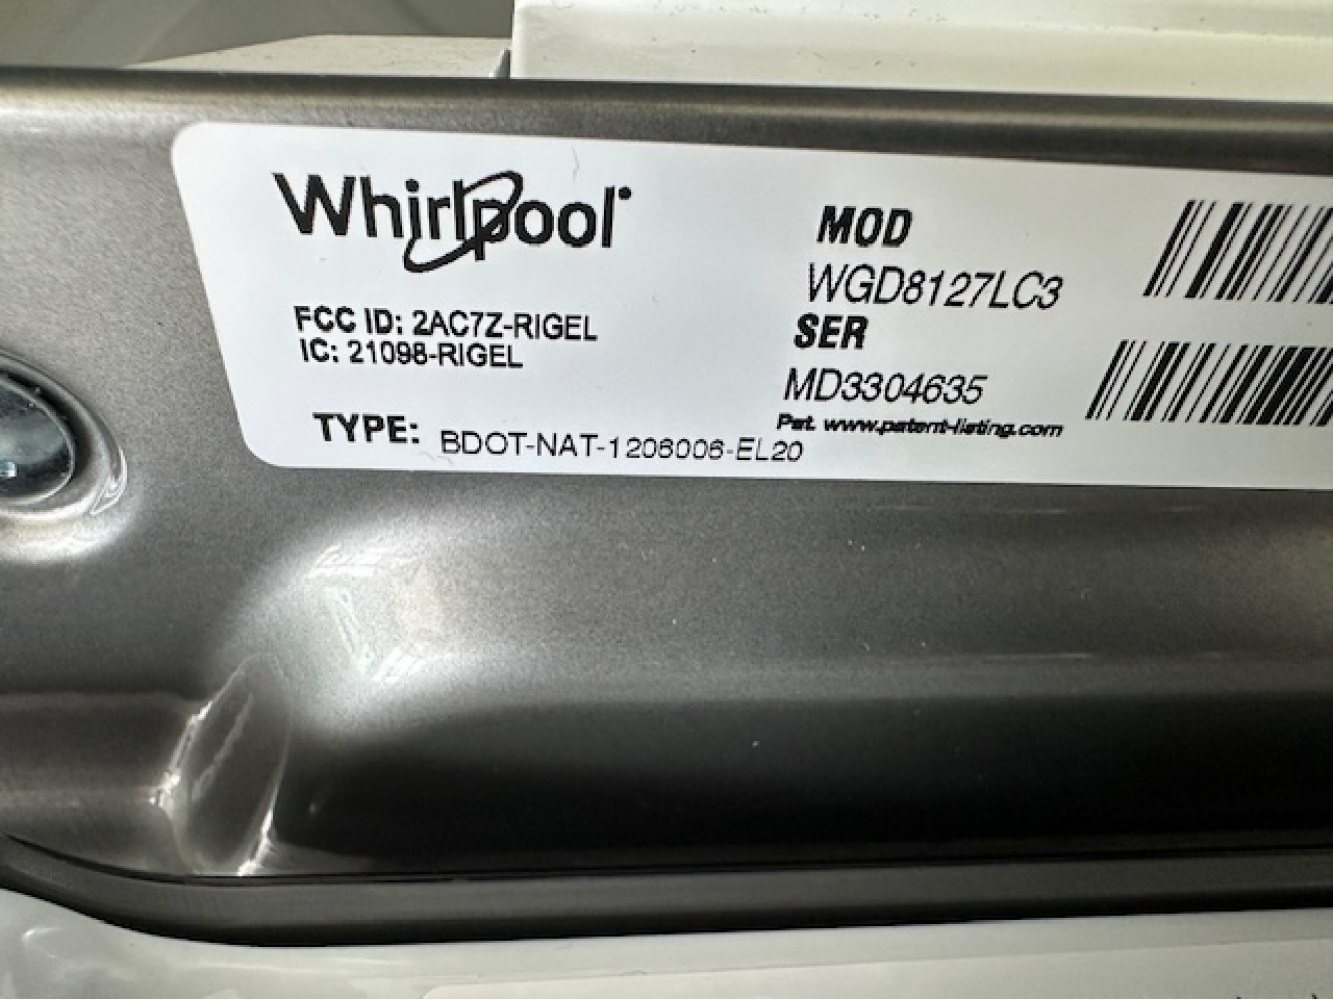 Whirlpool
FCC ID: 2AC7Z-RIGEL
IC: 21098-RIGEL
TYPE: BDOT-NAT-1206006-EL20
MOD
WGD8127LC3
SER
MD3304635
Pat. www.patent-listing.com